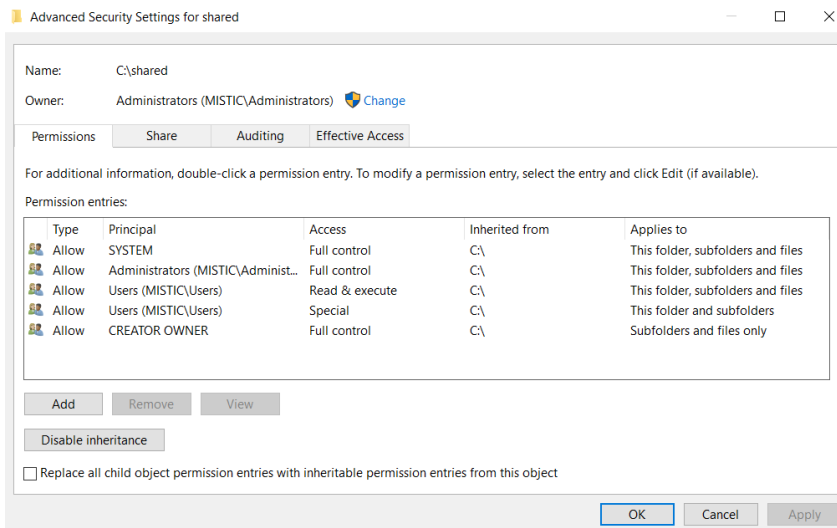 Advanced Security Settings for shared
Name: C:\shared
Owner: Administrators (MISTIC\Administrators) Change
Permissions Share Auditing Effective Access
For additional information, double-click a permission entry. To modify a permission entry, select the entry and click Edit (if available).
Permission entries:
Type Principal Access Inherited from Applies to
Allow SYSTEM Full control C:\ This folder, subfolders and files
Allow Administrators (MISTIC\Administ... Full control C:\ This folder, subfolders and files
Allow Users (MISTIC\Users) Read & execute C:\ This folder, subfolders and files
Allow Users (MISTIC\Users) Special C:\ This folder and subfolders
Allow CREATOR OWNER Full control C:\ Subfolders and files only
Add Remove View
Disable inheritance
Replace all child object permission entries with inheritable permission entries from this object
OK Cancel Apply